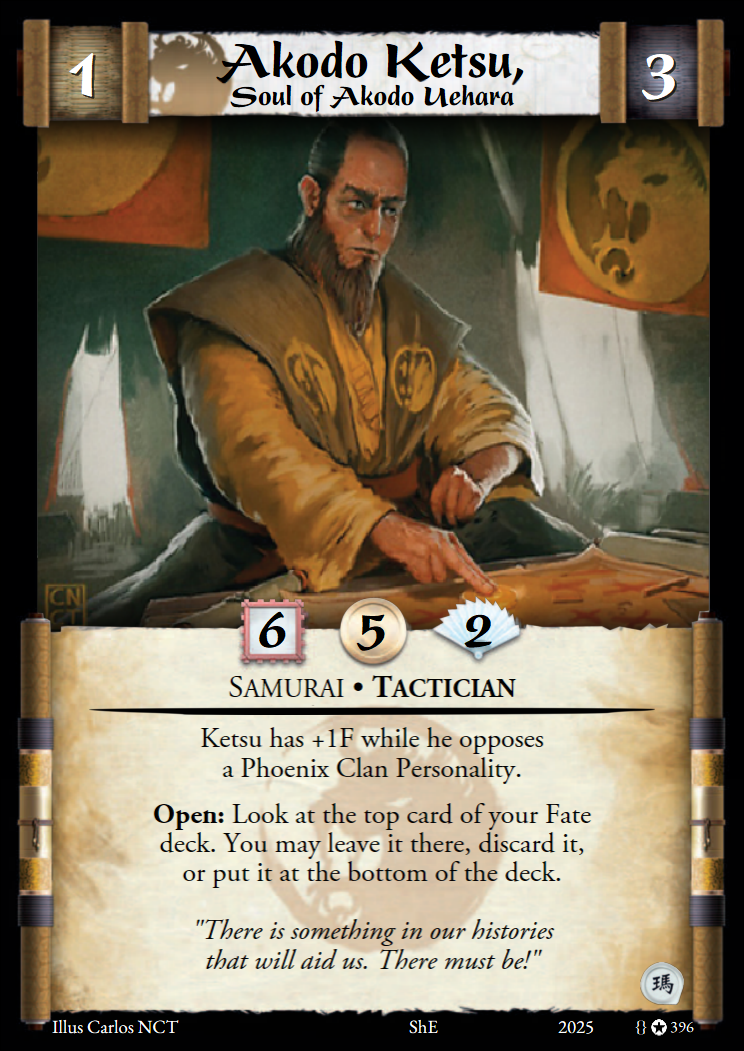 1
Akodo Ketsu,
Soul of Akodo Uehara
3
CN
CT
6 5 2
SAMURAI • TACTICIAN
Ketsu has +1F while he opposes
a Phoenix Clan Personality.
Open: Look at the top card of your Fate
deck. You may leave it there, discard it,
or put it at the bottom of the deck.
"There is something in our histories
that will aid us. There must be!"
瑪
Illus Carlos NCT ShE 2025 {} ✪ 396